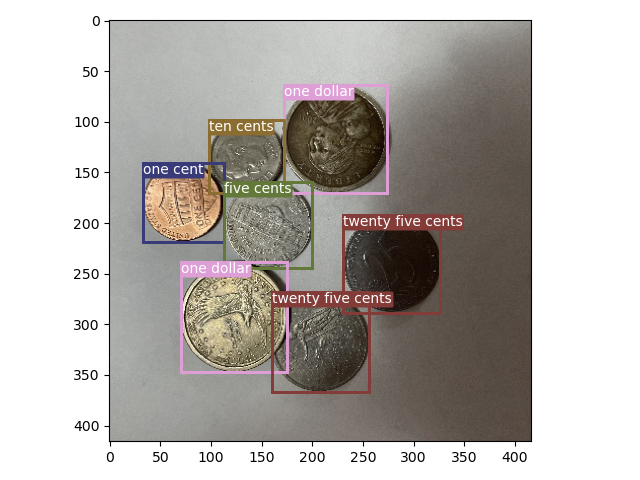 0
50
100
150
200
250
300
350
400
one dollar
ten cents
one cent
five cents
twenty five cents
one dollar
twenty five cents
LIBERTY
0 50 100 150 200 250 300 350 400